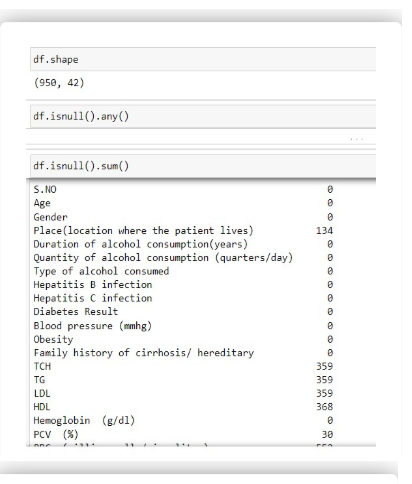 df.shape
(950, 42)
df.isnull().any()
...
df.isnull().sum()
S.NO 0
Age 0
Gender 0
Place(location where the patient lives) 134
Duration of alcohol consumption(years) 0
Quantity of alcohol consumption (quarters/day) 0
Type of alcohol consumed 0
Hepatitis B infection 0
Hepatitis C infection 0
Diabetes Result 0
Blood pressure (mmhg) 0
Obesity 0
Family history of cirrhosis/ hereditary 0
TCH 359
TG 359
LDL 359
HDL 368
Hemoglobin (g/dl) 0
PCV (%) 30